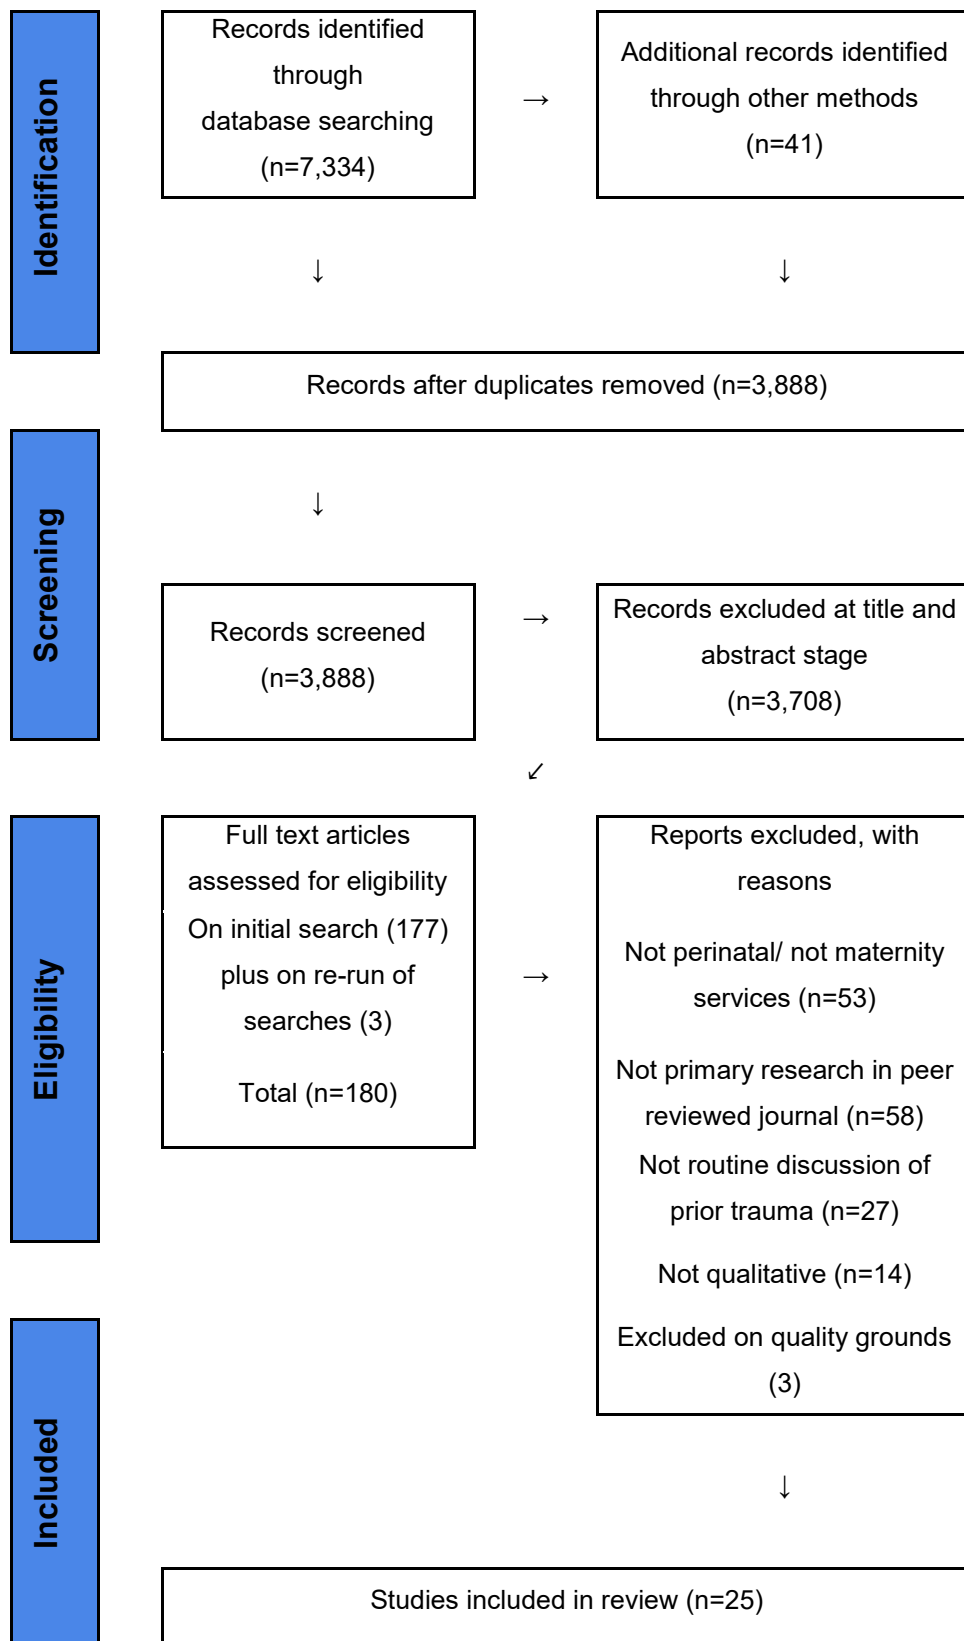 Identification
Records identified
through
database searching
(n=7,334)
→
Additional records identified
through other methods
(n=41)
↓
↓
Records after duplicates removed (n=3,888)
Screening
↓
Records screened
(n=3,888)
→
Records excluded at title and
abstract stage
(n=3,708)
↙
Eligibility
Full text articles
assessed for eligibility
On initial search (177)
plus on re-run of
searches (3)
Total (n=180)
→
Reports excluded, with
reasons
Not perinatal/ not maternity
services (n=53)
Not primary research in peer
reviewed journal (n=58)
Not routine discussion of
prior trauma (n=27)
Not qualitative (n=14)
Excluded on quality grounds
(3)
↓
Included
Studies included in review (n=25)